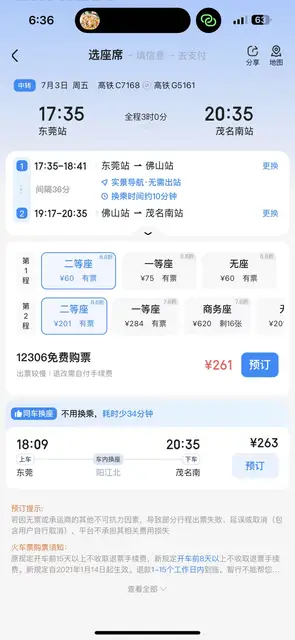 6:36
63
选座席 - 填信息 - 去支付
分享
地图
中转 7月3日 周五 高铁 C7168 高铁 G5161
17:35 全程3时0分 20:35
东莞站 茂名南站
1 17:35-18:41 东莞站 佛山站 更换
间隔36分
实景导航·无需出站
换乘时间约10分钟
2 19:17-20:35 佛山站 茂名南站 更换
第1程
二等座
¥60 有票
一等座
¥75 有票
无座
¥60 有票
第2程
二等座
¥201 有票
一等座
¥284 有票
商务座
¥620 剩16张
12306免费购票
出票较慢 | 退改需自付手续费
¥261
预订
同车换座 不用换乘，耗时少34分钟
18:09 20:35 ¥263
上车 车内换座 下车
东莞 阳江北 茂名南
预订
预订提示:
若因无票或承运商的其他不可抗力因素，导致部分行程出票失败、延误或取消（包含用户自行取消）、平台不承担其相关费用损失
火车票购票须知:
原规定开车前15天以上不收取退票手续费，新规定开车前8天以上不收取退票手续费，新规定自2021年1月14日起生效。退款1-15个工作日内到账，暂行不能帮您...
查看全部